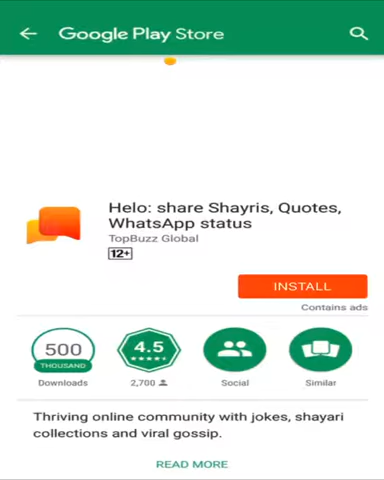 Google Play Store
Helo: share Shayris, Quotes,
WhatsApp status
TopBuzz Global
12+
INSTALL
Contains ads
500
THOUSAND
4.5
Downloads
2,700
Social
Similar
Thriving online community with jokes, shayari
collections and viral gossip.
READ MORE